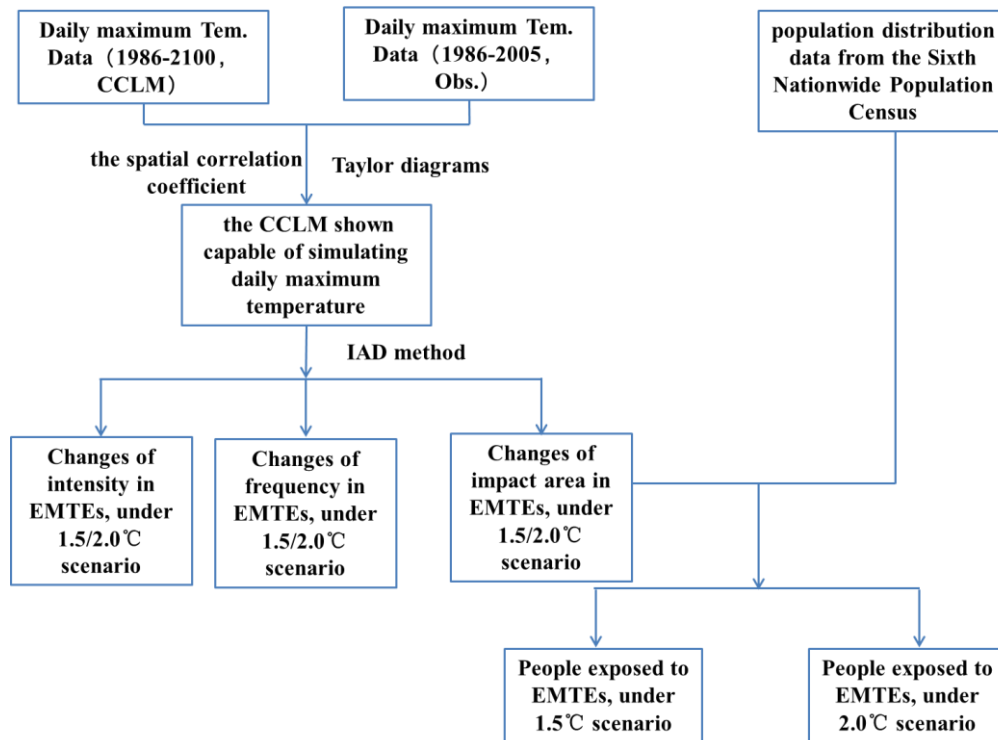 Daily maximum Tem.
Data（1986-2100，
CCLM）
Daily maximum Tem.
Data（1986-2005，
Obs.）
population distribution
data from the Sixth
Nationwide Population
Census
the spatial correlation
coefficient
Taylor diagrams
the CCLM shown
capable of simulating
daily maximum
temperature
IAD method
Changes of
intensity in
EMTEs, under
1.5/2.0℃
scenario
Changes of
frequency in
EMTEs, under
1.5/2.0℃
scenario
Changes of
impact area in
EMTEs, under
1.5/2.0℃
scenario
People exposed to
EMTEs, under
1.5℃ scenario
People exposed to
EMTEs, under
2.0℃ scenario